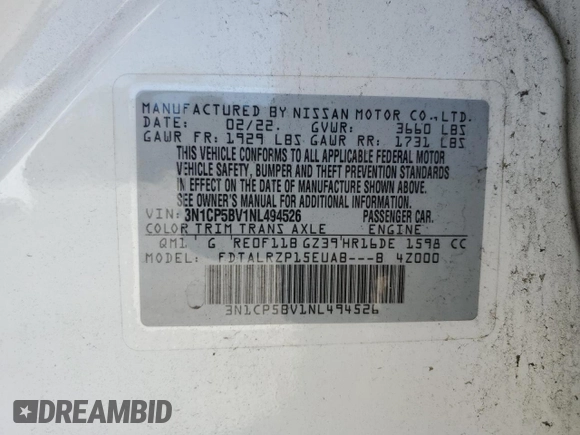 MANUFACTURED BY NISSAN MOTOR CO.,LTD.
DATE: 02/22. GVWR: 3660 LBS
GAWR FR: 1929 LBS GAWR RR: 1731 LBS
THIS VEHICLE CONFORMS TO ALL APPLICABLE FEDERAL MOTOR
VEHICLE SAFETY, BUMPER AND THEFT PREVENTION STANDARDS
IN EFFECT ON THE DATE OF MANUFACTURE SHOWN ABOVE.
SEE OWNER'S MANUAL FOR ADDITIONAL INFORMATION.
VIN: 3N1CP5BV1NL494526 PASSENGER CAR.
COLOR TRIM TRANS AXLE ENGINE
QM1 G RE0F11B GZ39 HR16DE 1598 CC
MODEL: FDTALRZP15EUAB---B 4Z000
3N1CP5BV1NL494526
DREAMBID